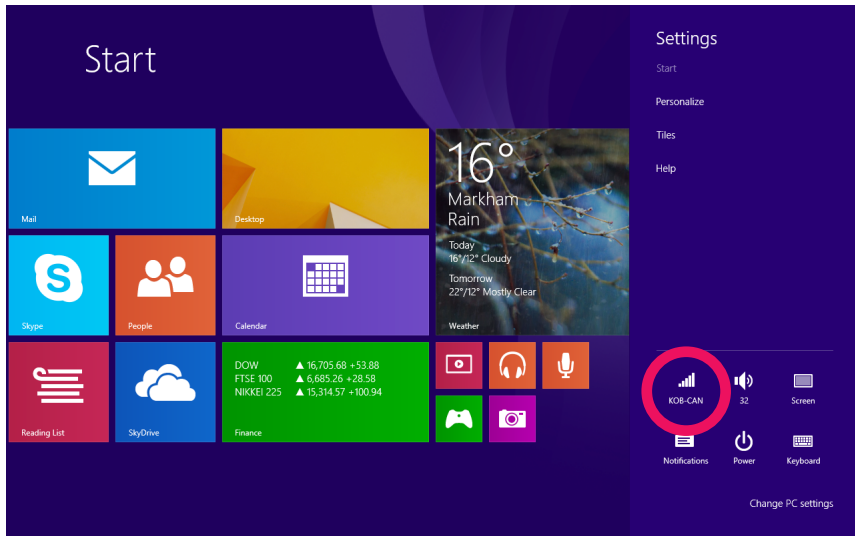 Start
Mail
Desktop
16°
Markham
Rain
Today
16°/12° Cloudy
Tomorrow
22°/12° Mostly Clear
Weather
S
Skype
People
Calendar
Reading List
SkyDrive
DOW ▲ 16,705.68 +53.88
FTSE 100 ▲ 6,685.26 +28.58
NIKKEI 225 ▲ 15,314.57 +100.94
Finance
Settings
Start
Personalize
Tiles
Help
KOB-CAN
32
Screen
Notifications
Power
Keyboard
Change PC settings